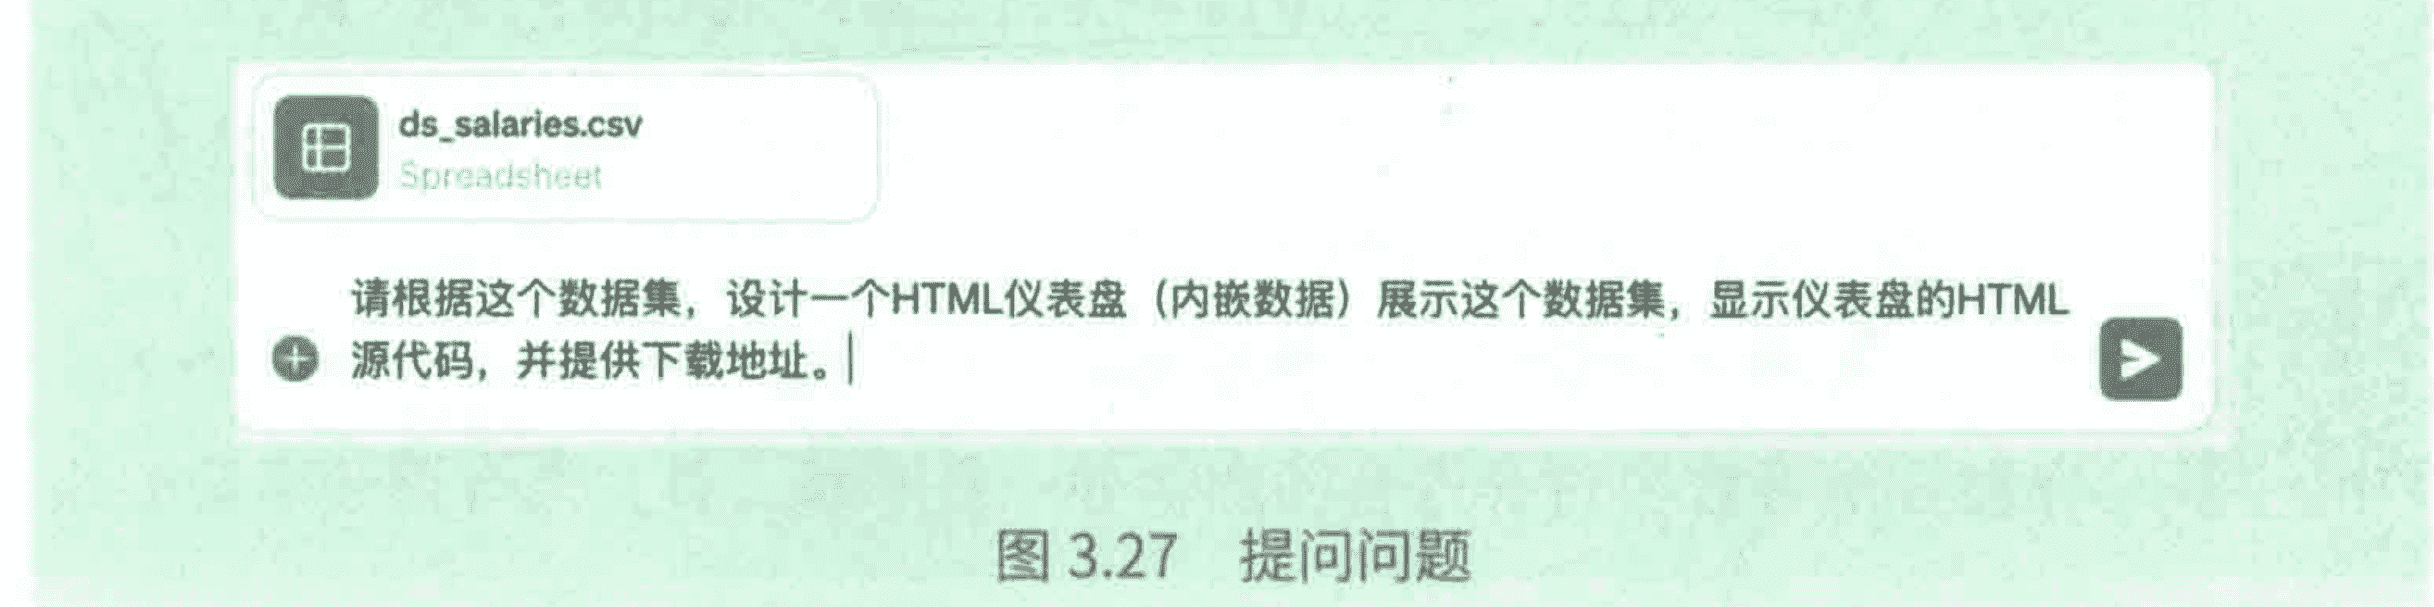 ds_salaries.csv
Spreadsheet
请根据这个数据集，设计一个HTML仪表盘（内嵌数据）展示这个数据集，显示仪表盘的HTML
源代码，并提供下载地址。
图 3.27 提问问题